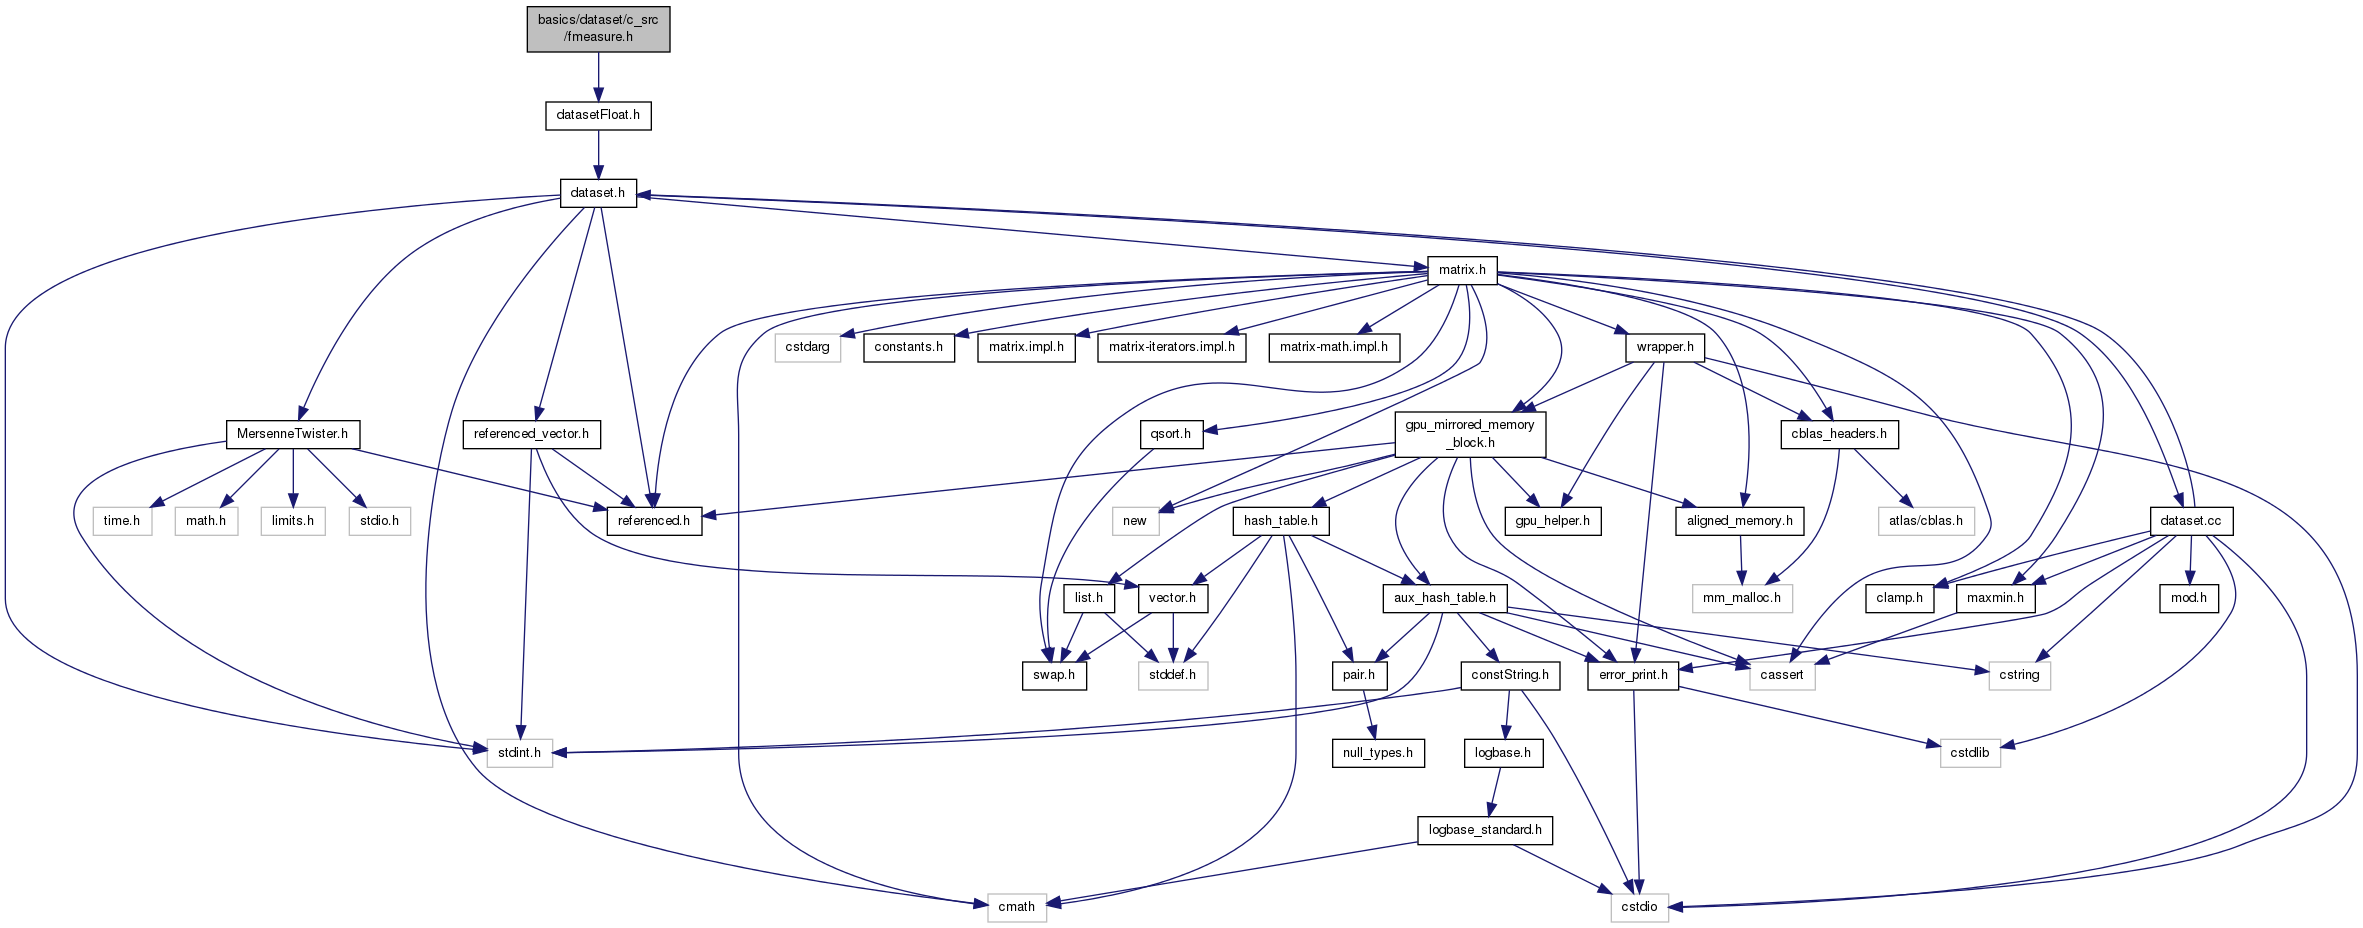 basics/dataset/c_src
/fmeasure.h
datasetFloat.h
dataset.h
matrix.h
cstdarg
constants.h
matrix.impl.h
matrix-iterators.impl.h
matrix-math.impl.h
wrapper.h
MersenneTwister.h
referenced_vector.h
qsort.h
gpu_mirrored_memory
_block.h
cblas_headers.h
time.h
math.h
limits.h
stdio.h
referenced.h
new
hash_table.h
gpu_helper.h
aligned_memory.h
atlas/cblas.h
dataset.cc
list.h
vector.h
aux_hash_table.h
mm_malloc.h
clamp.h
maxmin.h
mod.h
swap.h
stddef.h
pair.h
constString.h
error_print.h
cassert
cstring
stdint.h
null_types.h
logbase.h
cstdlib
logbase_standard.h
cmath
cstdio